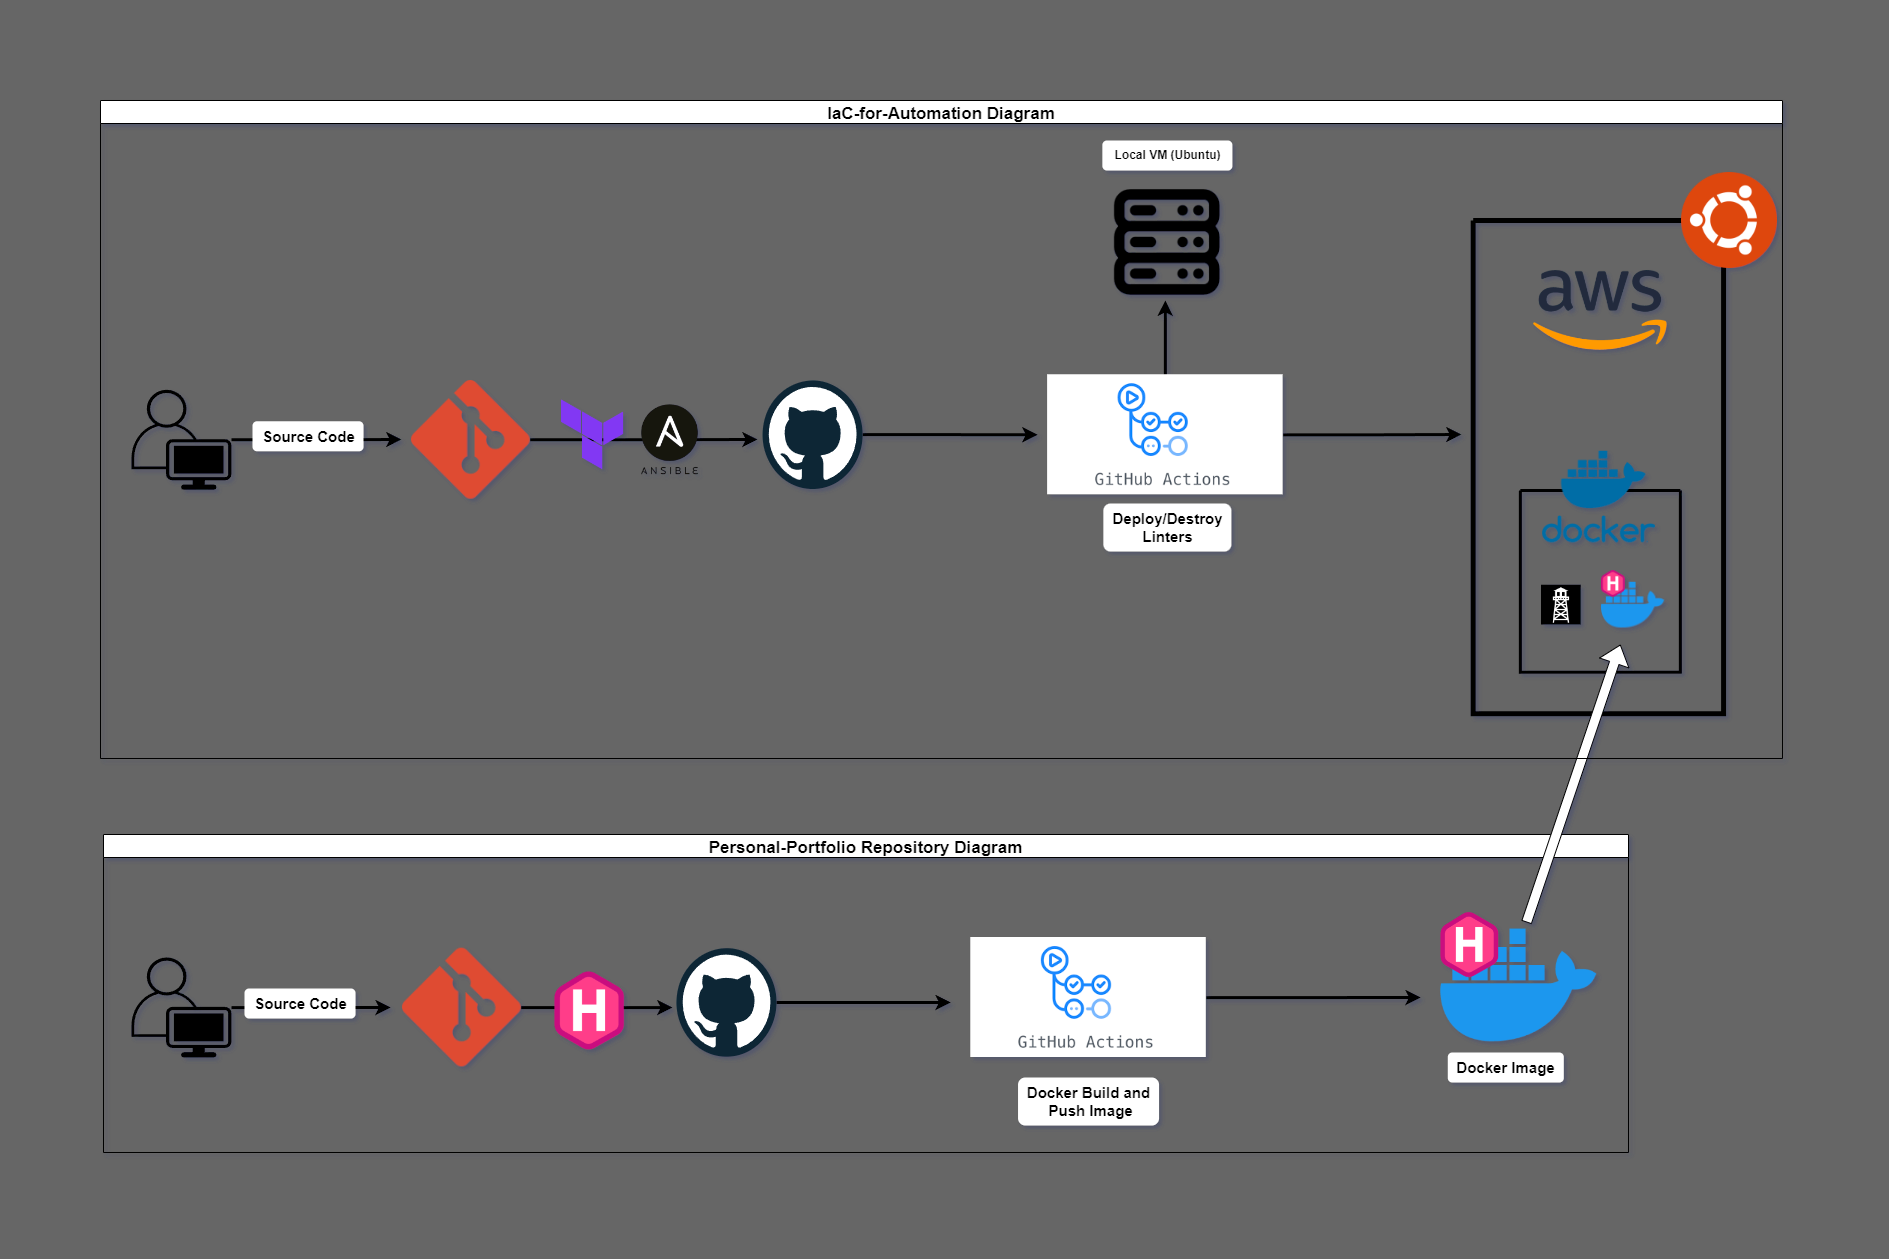 IaC-for-Automation Diagram
Local VM (Ubuntu)
aws
Source Code
ANSIBLE
GitHub Actions
Deploy/Destroy
Linters
docker
H
Personal-Portfolio Repository Diagram
Source Code
H
GitHub Actions
Docker Build and
Push Image
H
Docker Image